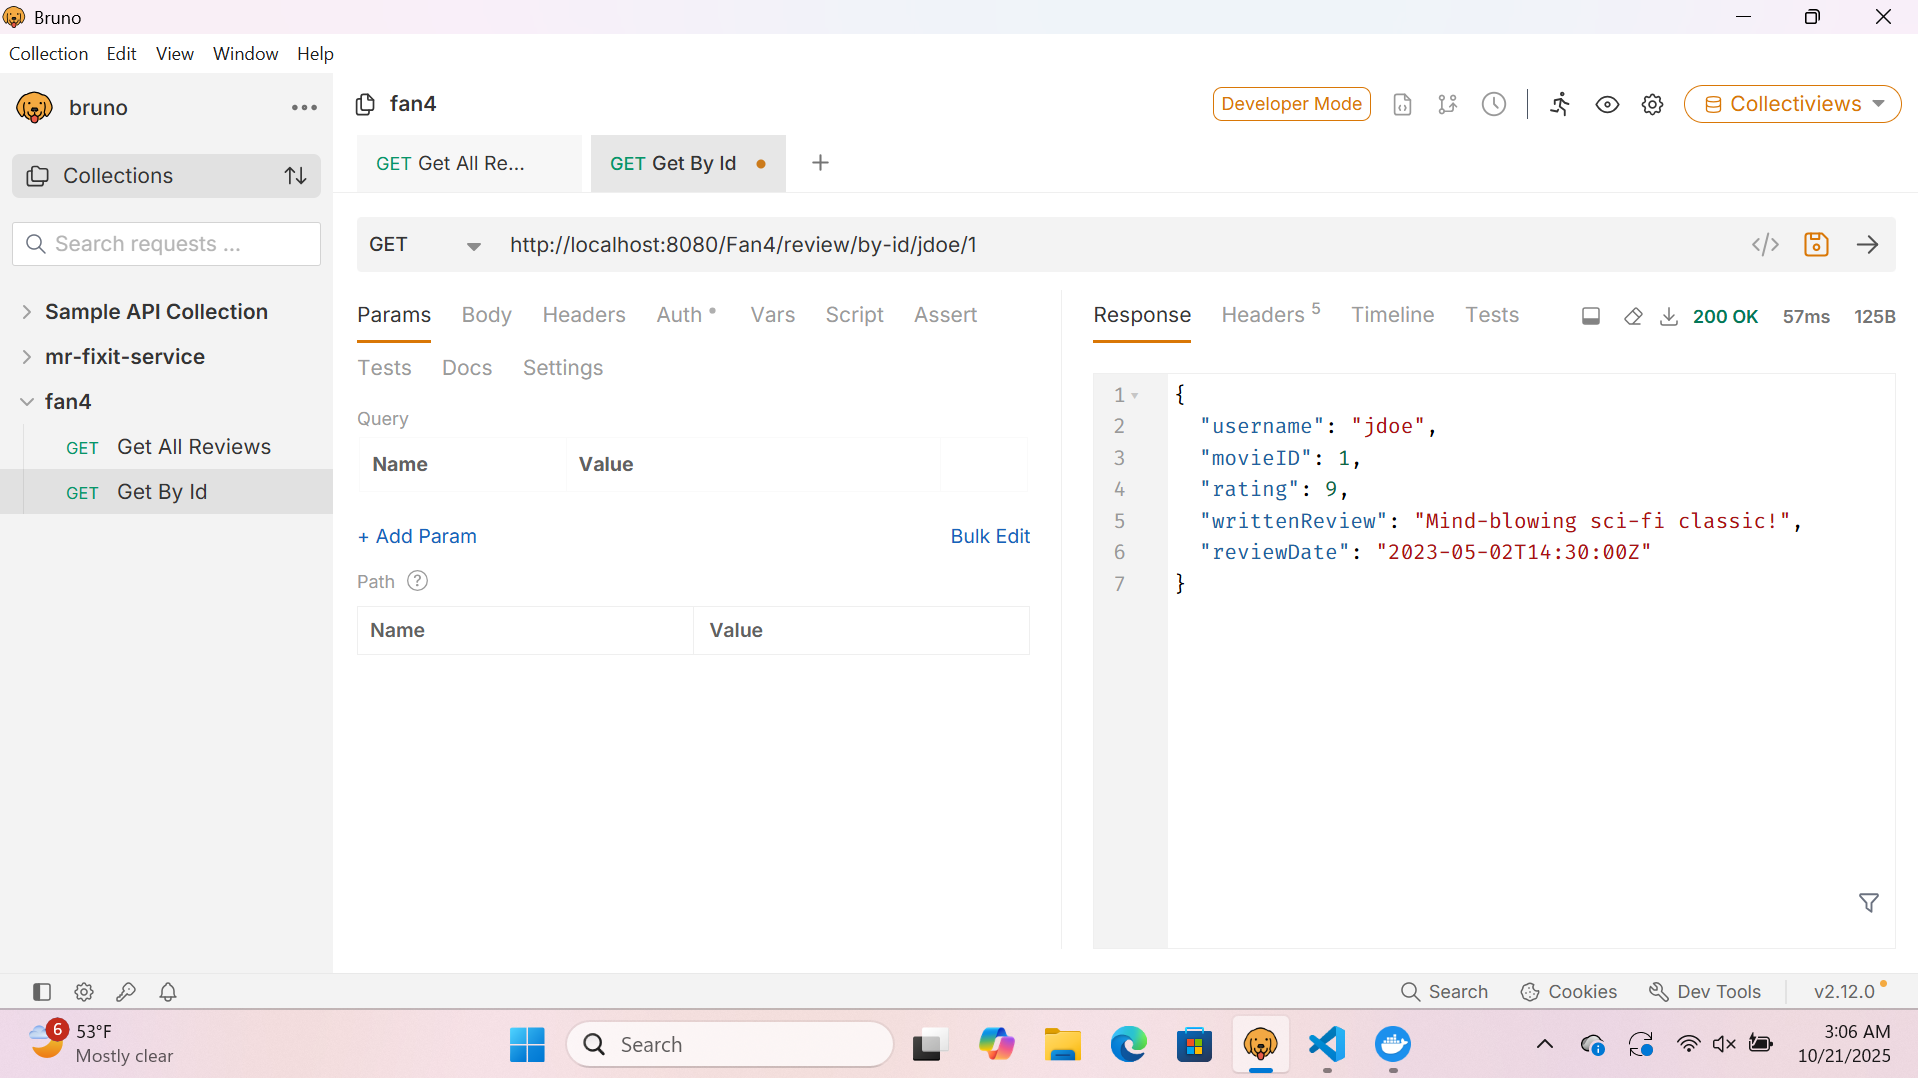 Bruno
Collection Edit View Window Help
bruno
Collections
Search requests ...
Sample API Collection
mr-fixit-service
fan4
GET Get All Reviews
GET Get By Id
fan4
Developer Mode
Collectiviews
GET Get All Re...
GET Get By Id
GET
http://localhost:8080/Fan4/review/by-id/jdoe/1
Params Body Headers Auth Vars Script Assert
Tests Docs Settings
Query
Name Value
+ Add Param Bulk Edit
Path ?
Name Value
Response Headers 5 Timeline Tests
200 OK 57ms 125B
1 {
2 "username": "jdoe",
3 "movieID": 1,
4 "rating": 9,
5 "writtenReview": "Mind-blowing sci-fi classic!",
6 "reviewDate": "2023-05-02T14:30:00Z"
7 }
Search Cookies Dev Tools v2.12.0
6
53°F
Mostly clear
Search
3:06 AM
10/21/2025